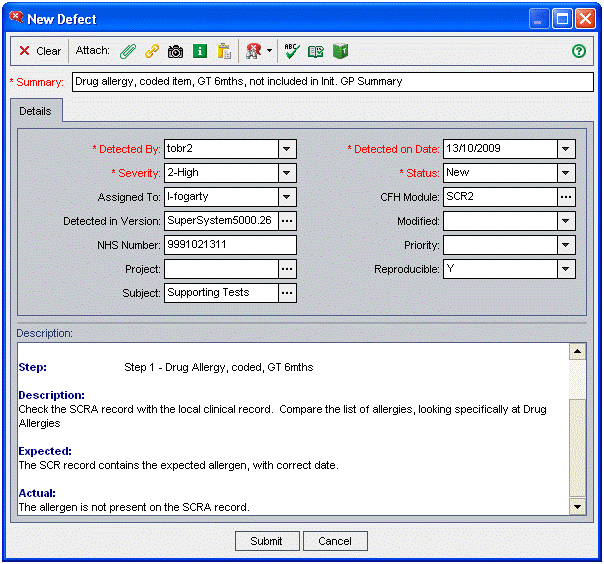 New Defect
Clear Attach: ABC
* Summary: Drug allergy, coded item, GT 6mths, not included in Init. GP Summary
Details
* Detected By: tobr2 * Detected on Date: 13/10/2009
* Severity: 2-High * Status: New
Assigned To: l-fogarty CFH Module: SCR2
Detected in Version: SuperSystem5000.26 Modified:
NHS Number: 9991021311 Priority:
Project: Reproducible: Y
Subject: Supporting Tests
Description:
Step: Step 1 - Drug Allergy, coded, GT 6mths
Description:
Check the SCRA record with the local clinical record. Compare the list of allergies, looking specifically at Drug
Allergies
Expected:
The SCR record contains the expected allergen, with correct date.
Actual:
The allergen is not present on the SCRA record.
Submit Cancel